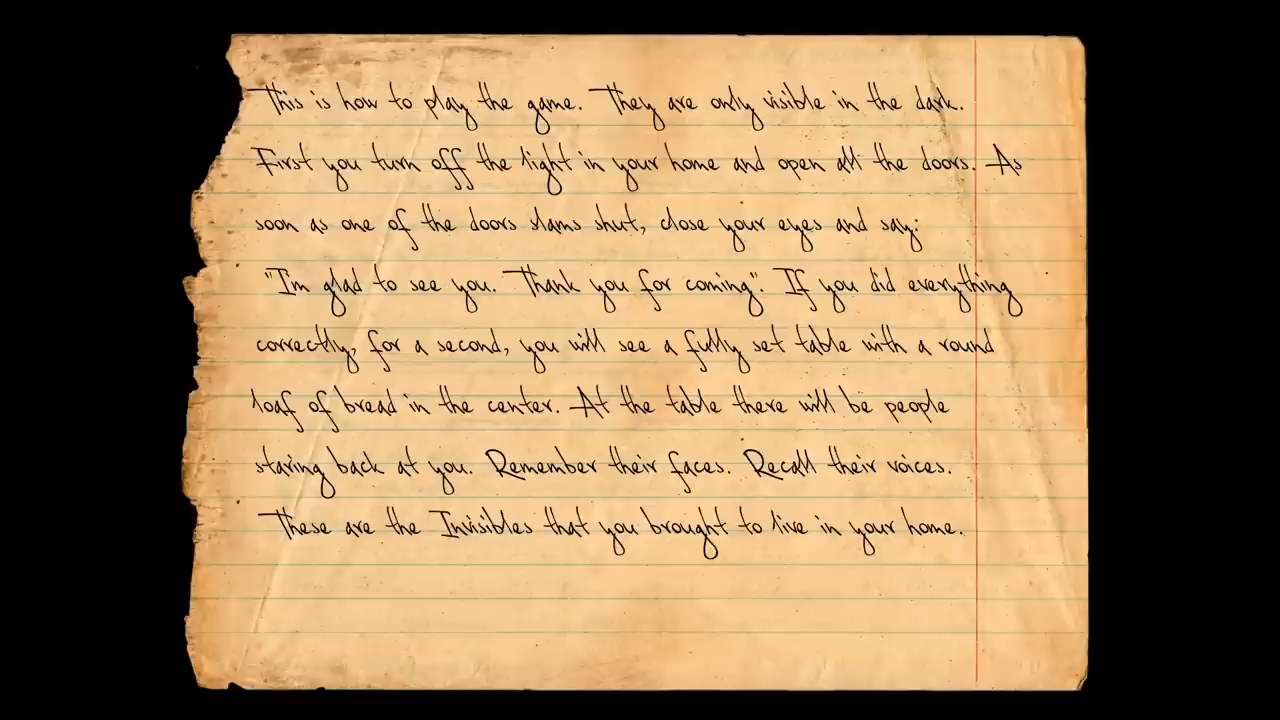 This is how to play the game. They are only visible in the dark.
First you turn off the light in your home and open all the doors. As
soon as one of the doors slams shut, close your eyes and say:
"I'm glad to see you. Thank you for coming". If you did everything
correctly, for a second, you will see a fully set table with a round
loaf of bread in the center. At the table there will be people
staring back at you. Remember their faces. Recall their voices.
These are the Invisibles that you brought to live in your home.